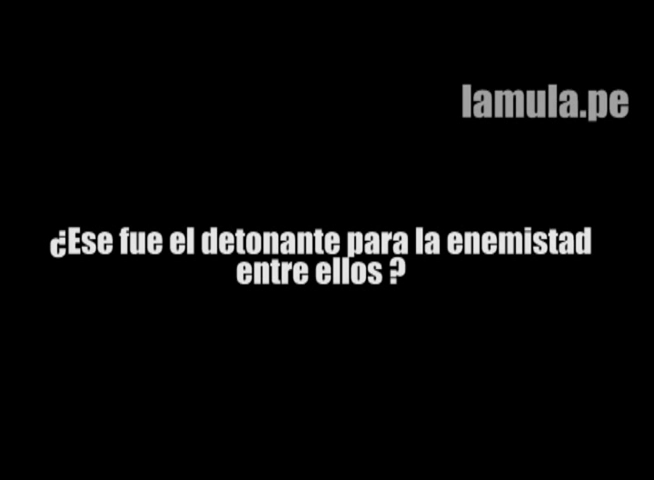 lamula.pe
¿Ese fue el detonante para la enemistad
entre ellos ?